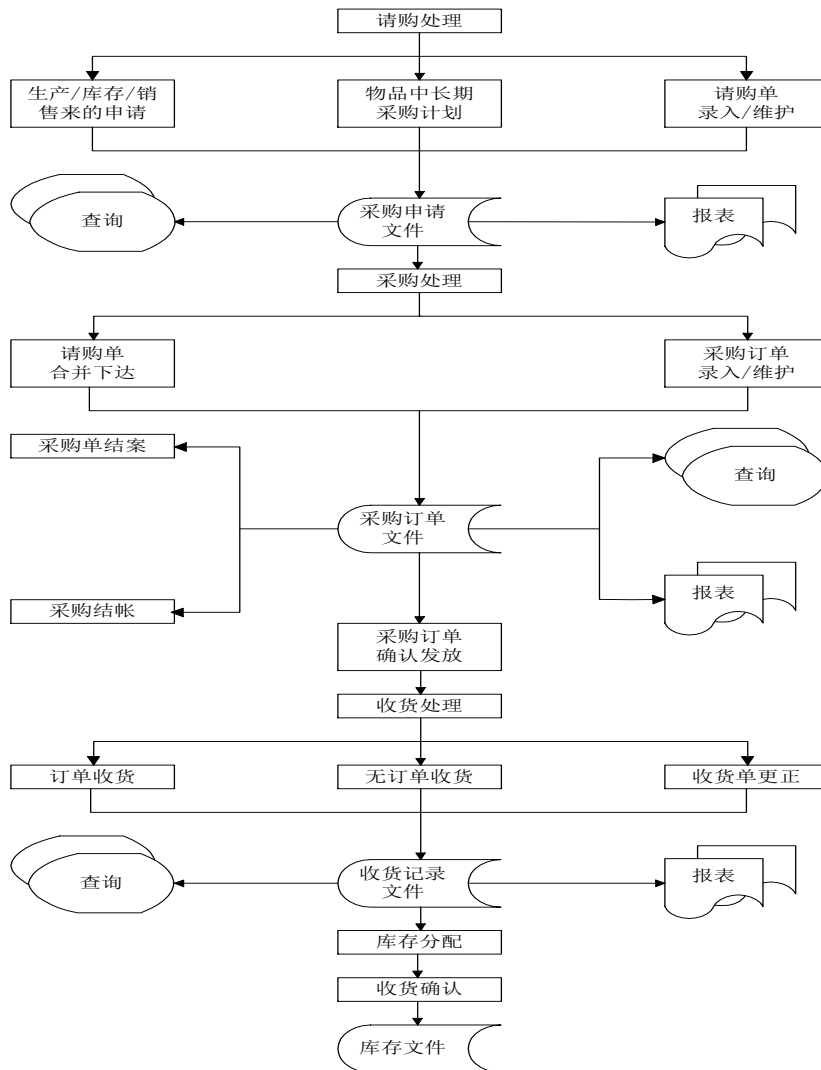 请购处理
生产/库存/销
售来的申请
物品中长期
采购计划
请购单
录入/维护
查询
采购申请
文件
报表
采购处理
请购单
合并下达
采购订单
录入/维护
采购单结案
查询
采购订单
文件
采购结帐
报表
采购订单
确认发放
收货处理
订单收货
无订单收货
收货单更正
查询
收货记录
文件
报表
库存分配
收货确认
库存文件